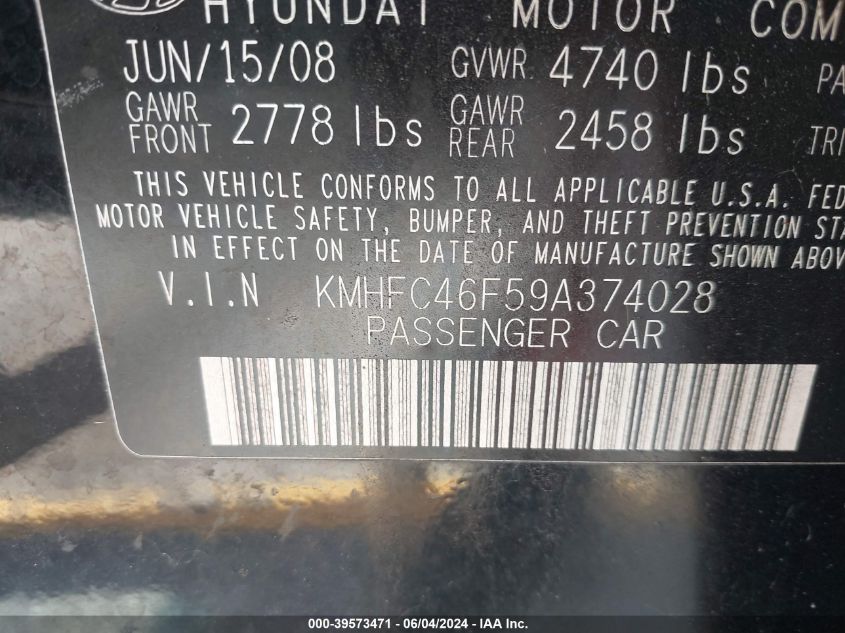 HYUNDAI MOTOR COM
JUN/15/08 GVWR 4740 lbs PA
GAWR FRONT 2778 lbs GAWR REAR 2458 lbs TRI
THIS VEHICLE CONFORMS TO ALL APPLICABLE U.S.A. FED
MOTOR VEHICLE SAFETY, BUMPER, AND THEFT PREVENTION STA
IN EFFECT ON THE DATE OF MANUFACTURE SHOWN ABOV
V.I.N KMHFC46F59A374028
PASSENGER CAR
000-39573471 | 06/04/2024 - IAA Inc.